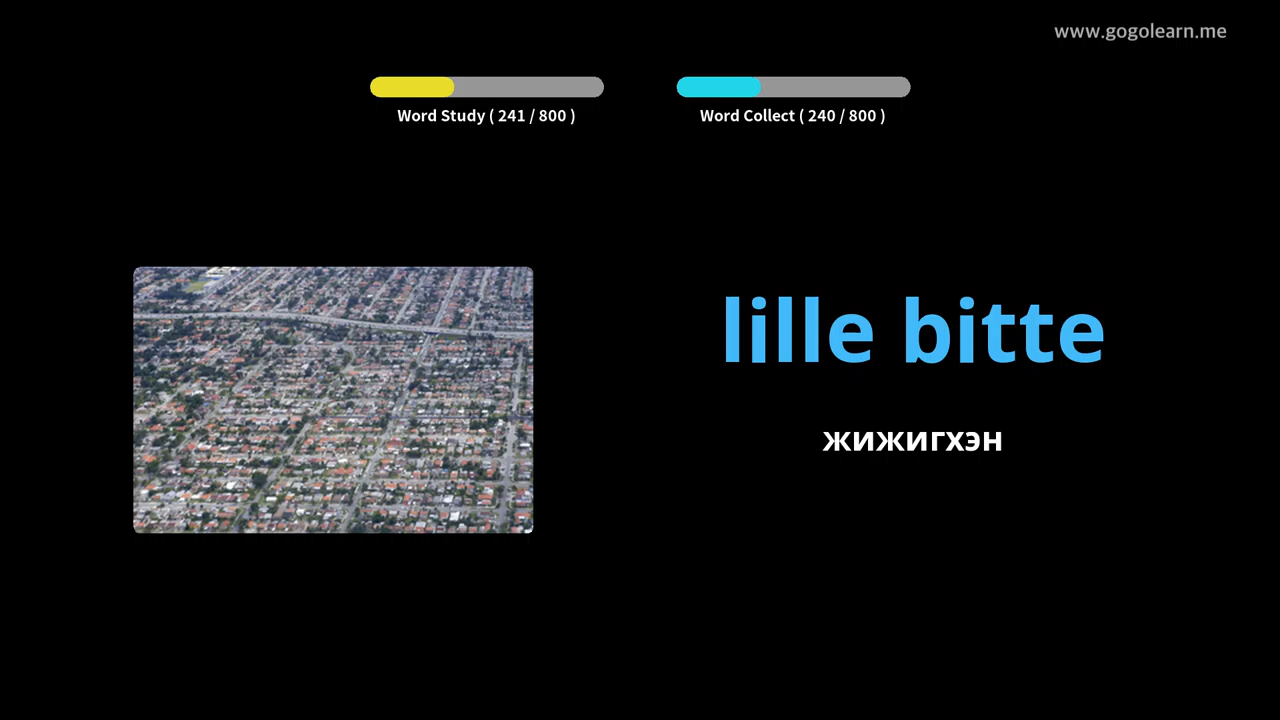 www.gogolearn.me
Word Study ( 241 / 800 )
Word Collect ( 240 / 800 )
lille bitte
жижигхэн